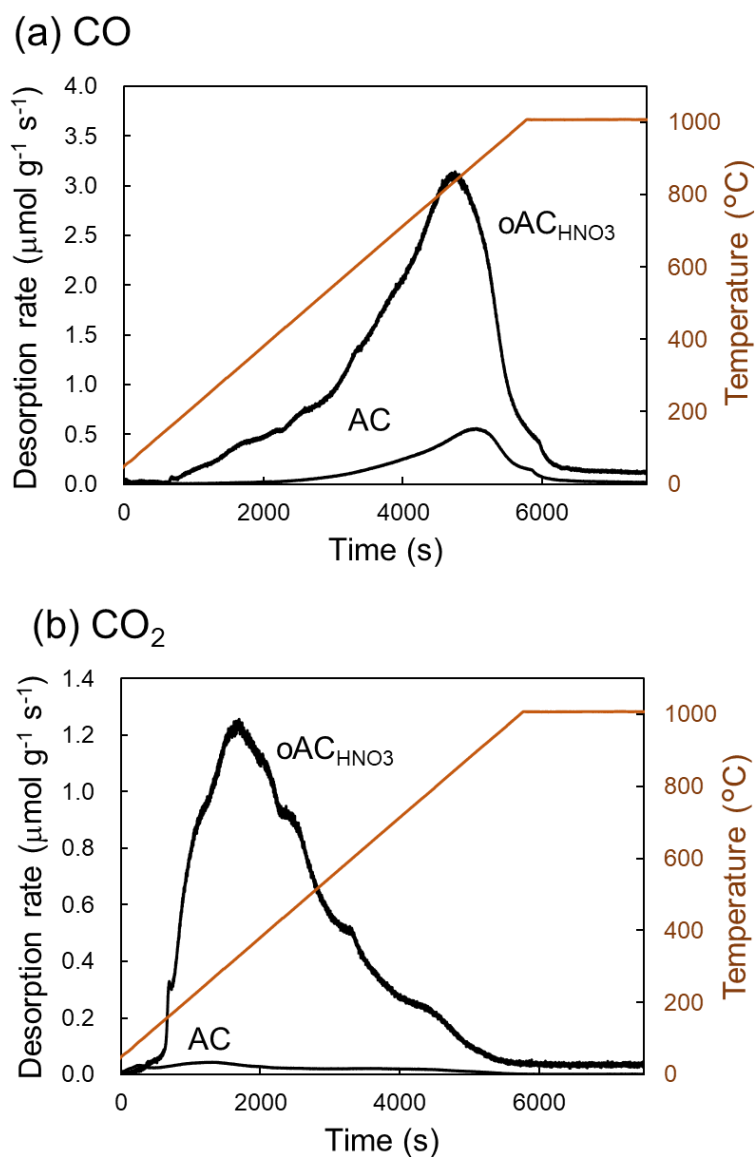 (a) CO
4.0
3.5
3.0
2.5
2.0
1.5
1.0
0.5
0.0
Desorption rate (μmol g⁻¹ s⁻¹)
oAC_HNO3
AC
1000
800
600
400
200
0
Temperature (°C)
0 2000 4000 6000
Time (s)
(b) CO₂
1.4
1.2
1.0
0.8
0.6
0.4
0.2
0.0
Desorption rate (μmol g⁻¹ s⁻¹)
oAC_HNO3
AC
1000
800
600
400
200
0
Temperature (°C)
0 2000 4000 6000
Time (s)